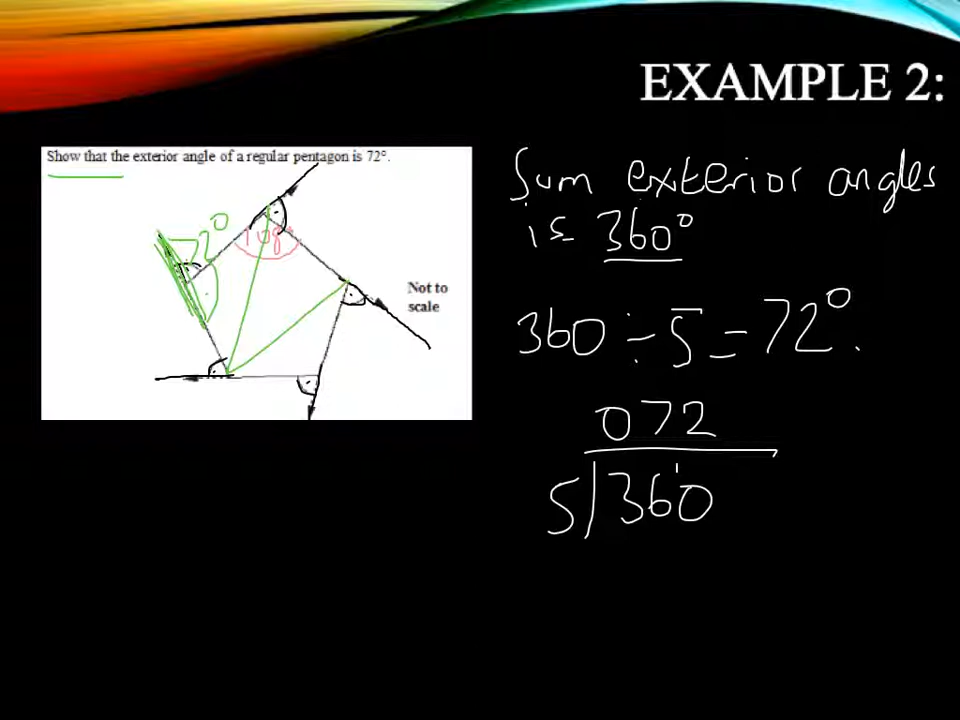 EXAMPLE 2:
Show that the exterior angle of a regular pentagon is 72°.
72°
108°
Not to
scale
Sum exterior angles
is 360°
360 ÷ 5 = 72°.
072
5 360